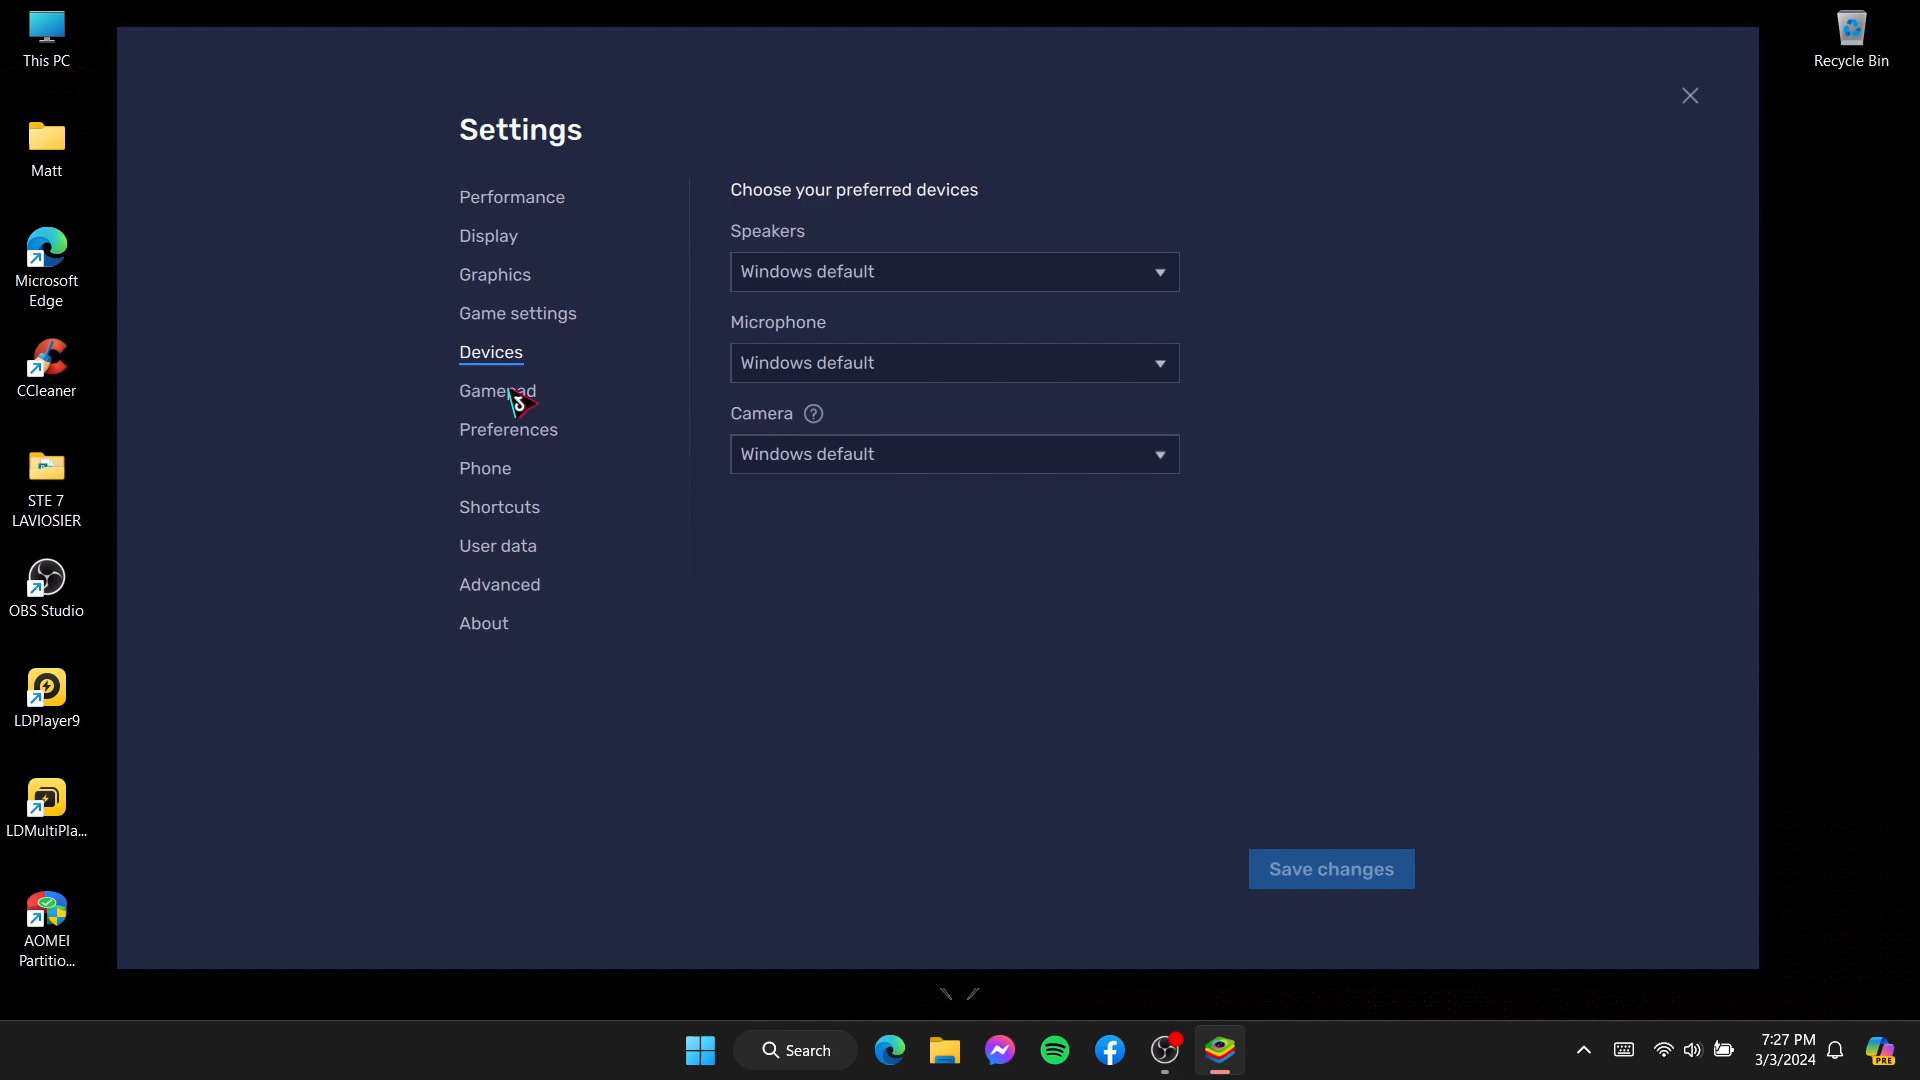 This PC
Matt
Microsoft
Edge
CCleaner
STE 7
LAVIOSIER
OBS Studio
LDPlayer9
LDMultiPla...
AOMEI
Partitio...
Recycle Bin
Settings
Performance
Display
Graphics
Game settings
Devices
Gamepad
Preferences
Phone
Shortcuts
User data
Advanced
About
Choose your preferred devices
Speakers
Windows default
Microphone
Windows default
Camera ?
Windows default
Save changes
Search
7:27 PM
3/3/2024
PRE